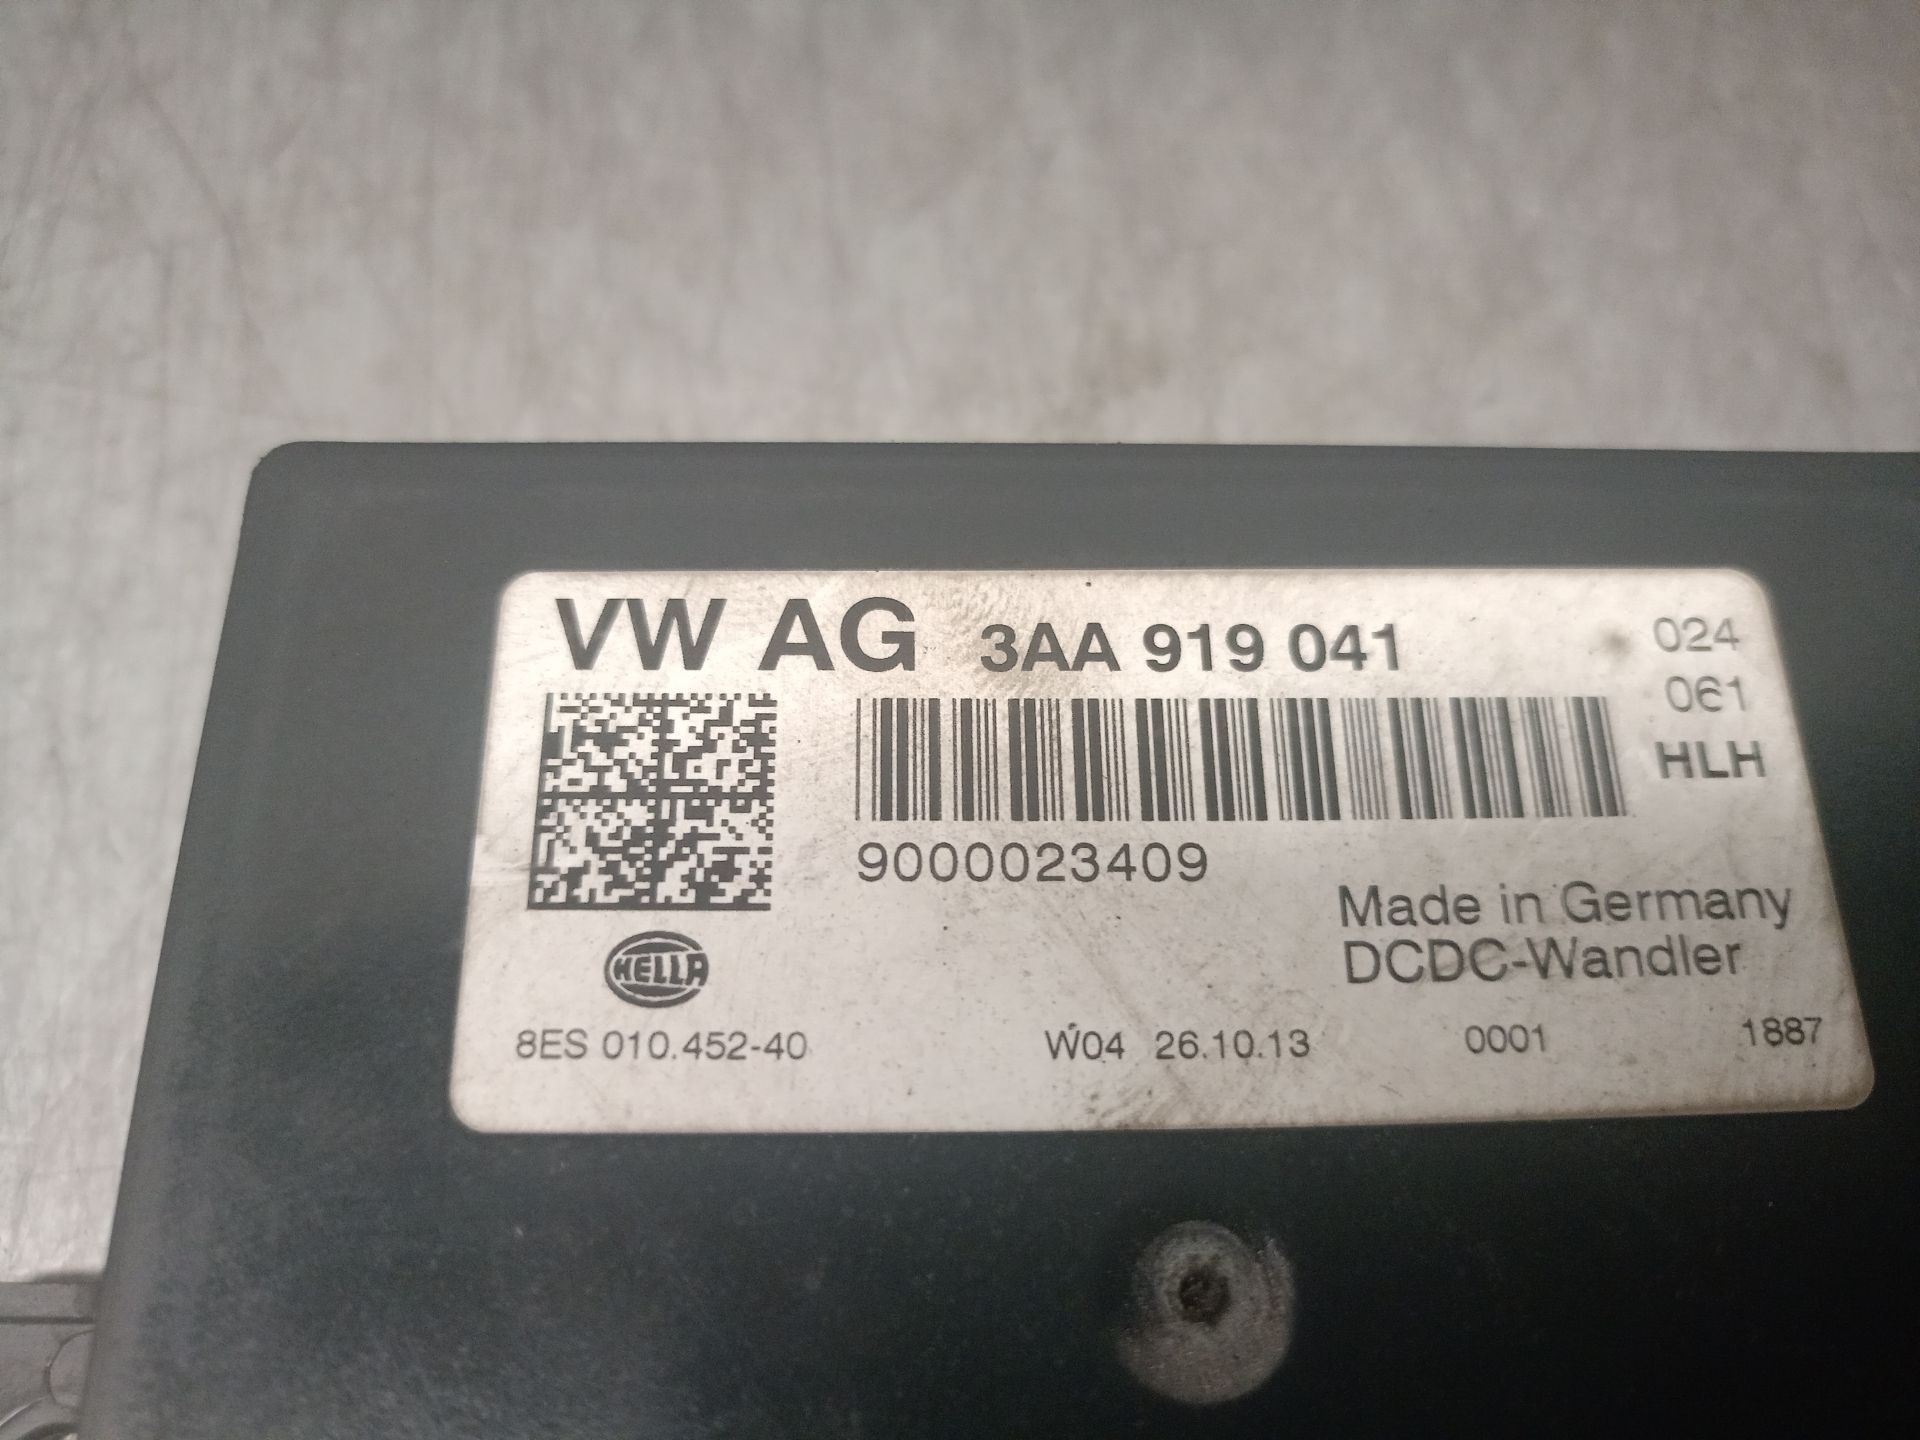 VW AG 3AA 919 041
024
061
HLH
9000023409
Made in Germany
DCDC-Wandler
HELLA
8ES 010.452-40 W04 26.10.13 0001 1887